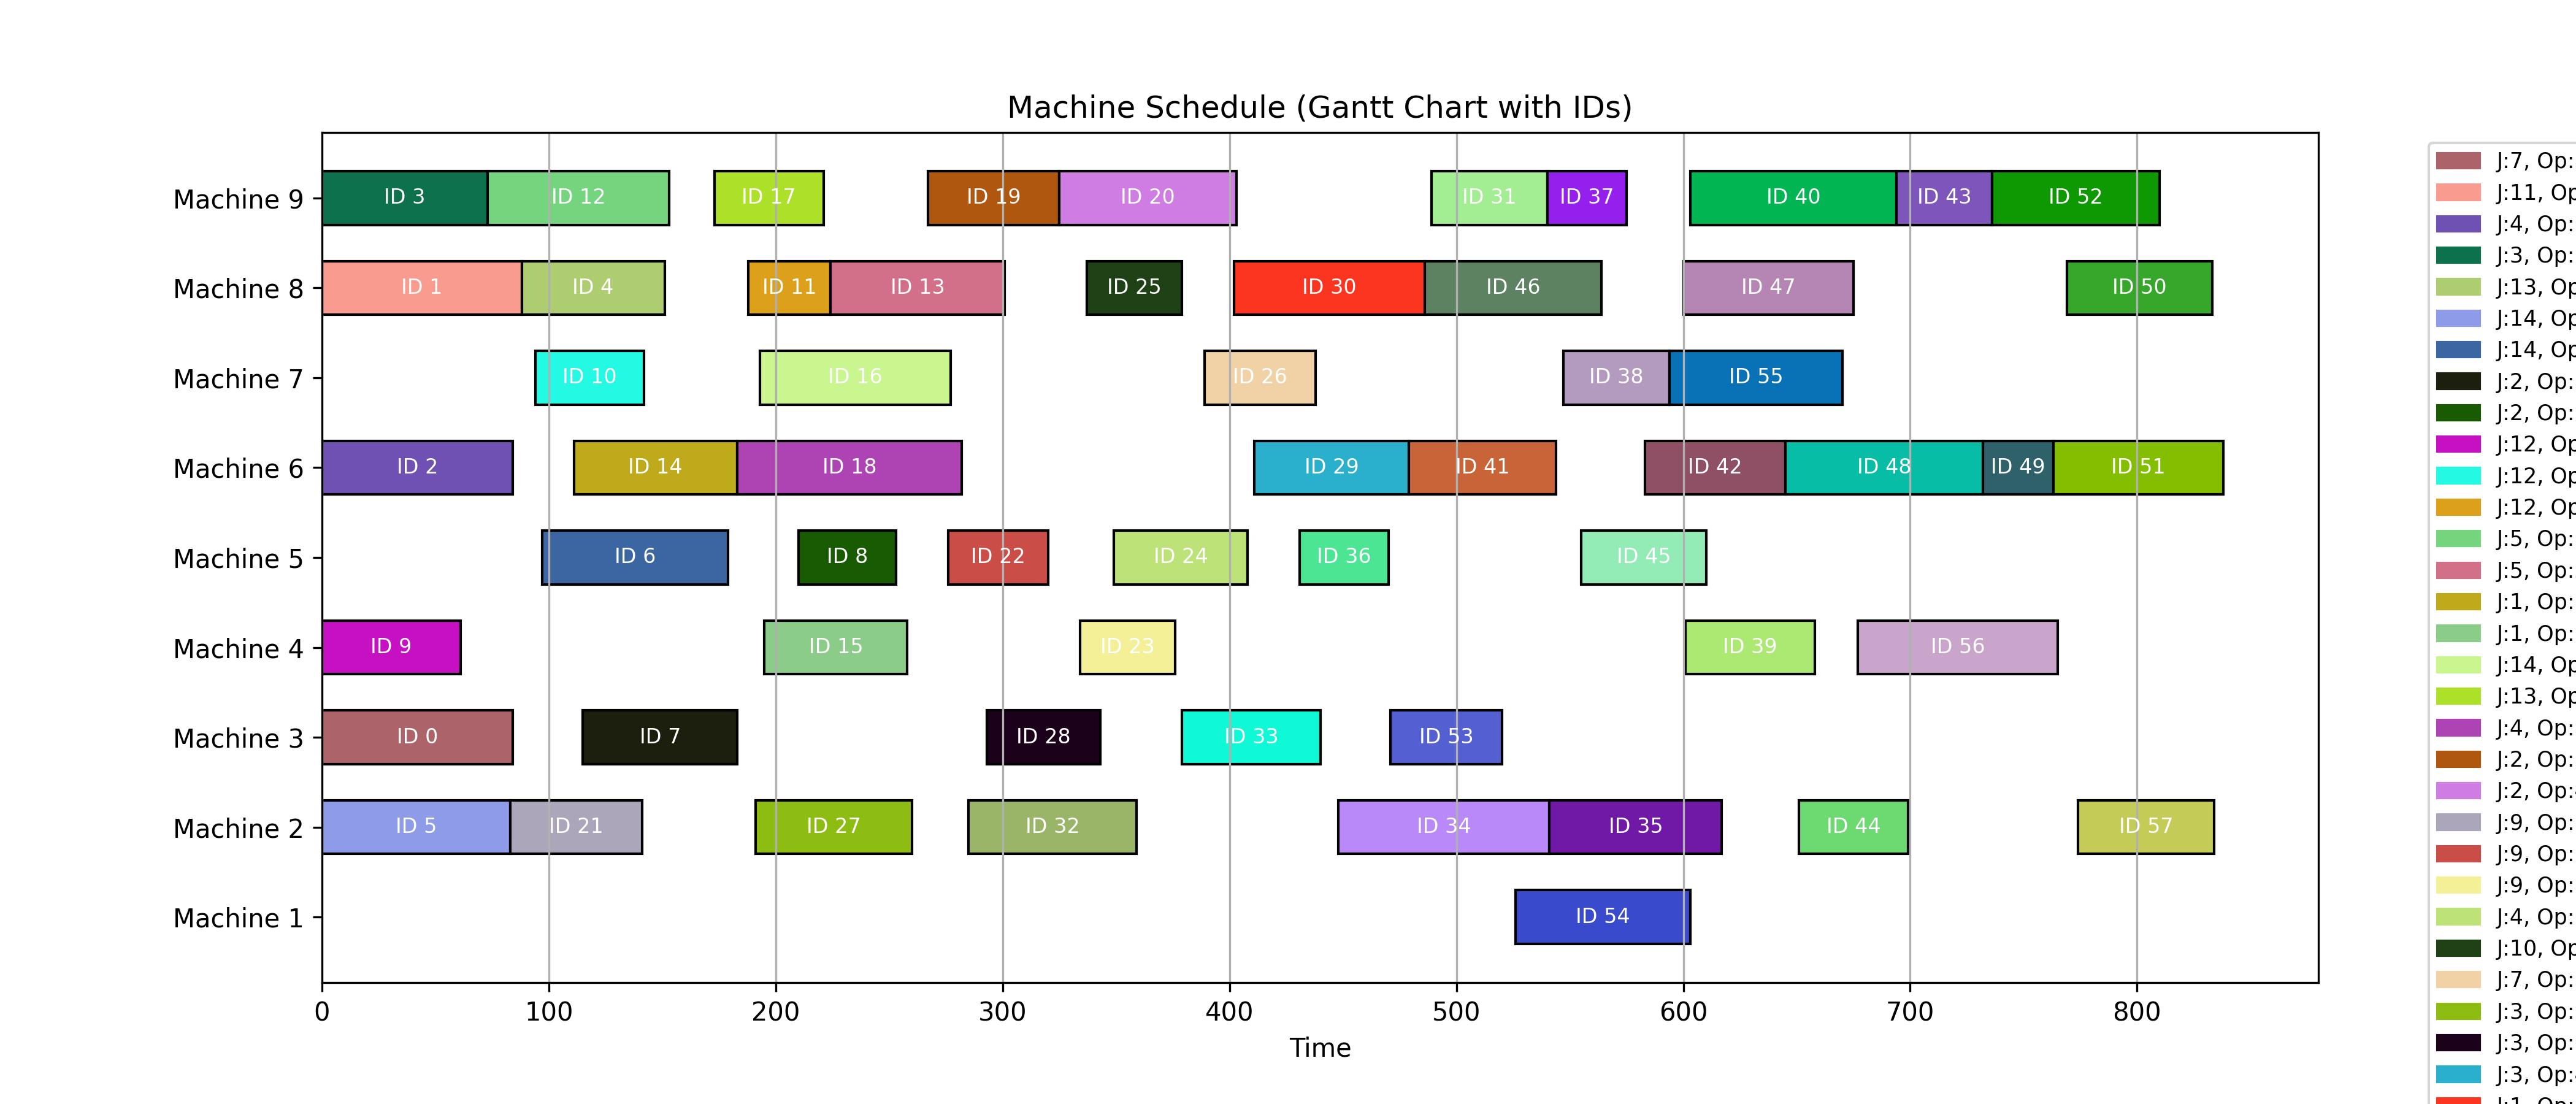 Machine Schedule (Gantt Chart with IDs)
Machine 9
ID 3
ID 12
ID 17
ID 19
ID 20
ID 31
ID 37
ID 40
ID 43
ID 52
Machine 8
ID 1
ID 4
ID 11
ID 13
ID 25
ID 30
ID 46
ID 47
ID 50
Machine 7
ID 10
ID 16
ID 26
ID 38
ID 55
Machine 6
ID 2
ID 14
ID 18
ID 29
ID 41
ID 42
ID 48
ID 49
ID 51
Machine 5
ID 6
ID 8
ID 22
ID 24
ID 36
ID 45
Machine 4
ID 9
ID 15
ID 23
ID 39
ID 56
Machine 3
ID 0
ID 7
ID 28
ID 33
ID 53
Machine 2
ID 5
ID 21
ID 27
ID 32
ID 34
ID 35
ID 44
ID 57
Machine 1
ID 54
0 100 200 300 400 500 600 700 800
Time
J:7, Op:
J:11, Op
J:4, Op:
J:3, Op:
J:13, Op
J:14, Op
J:14, Op
J:2, Op:
J:2, Op:
J:12, Op
J:12, Op
J:12, Op
J:5, Op:
J:5, Op:
J:1, Op:
J:1, Op:
J:14, Op
J:13, Op
J:4, Op:
J:2, Op:
J:2, Op:
J:9, Op:
J:9, Op:
J:9, Op:
J:4, Op:
J:10, Op
J:7, Op:
J:3, Op:
J:3, Op:
J:3, Op:
J:1, Op: